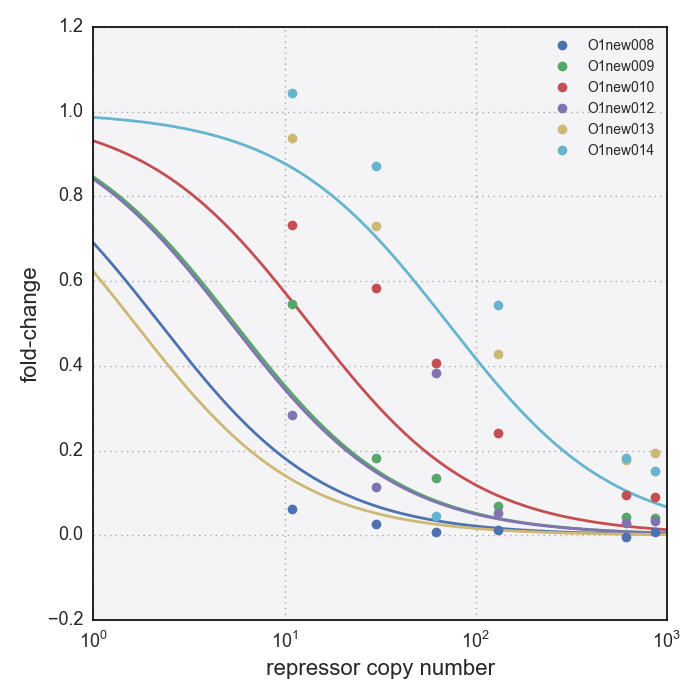 1.2
1.0
0.8
0.6
0.4
0.2
0.0
−0.2
fold-change
10⁰
10¹
10²
10³
repressor copy number
O1new008
O1new009
O1new010
O1new012
O1new013
O1new014